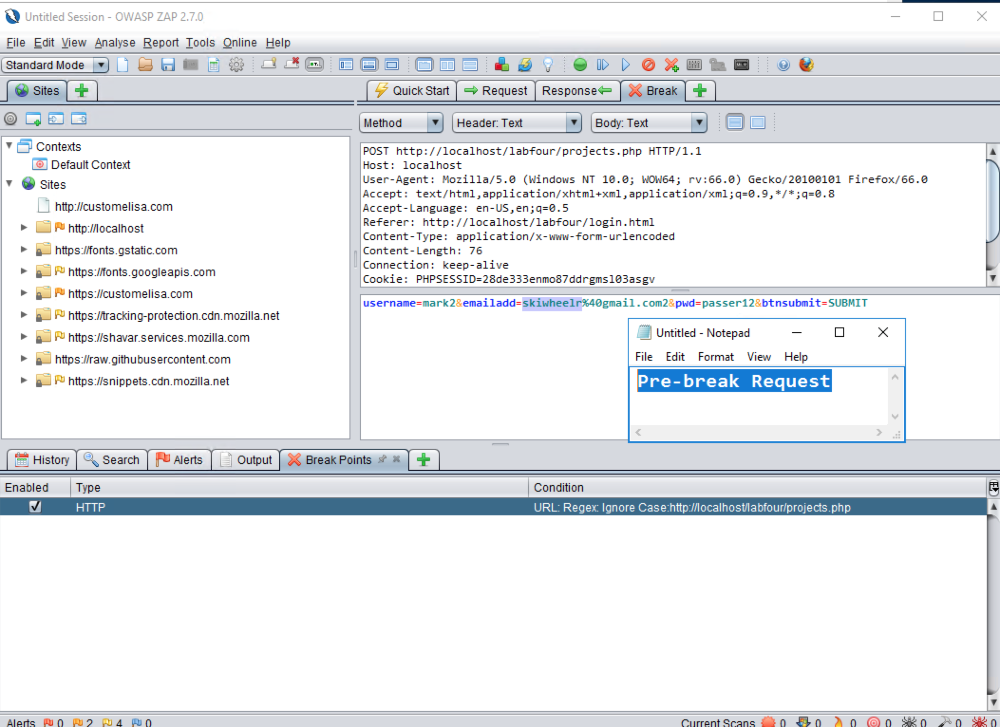 Untitled Session - OWASP ZAP 2.7.0
File Edit View Analyse Report Tools Online Help
Standard Mode
Sites
Quick Start Request Response Break
Method Header: Text Body: Text
Contexts
Default Context
Sites
http://customelisa.com
http://localhost
https://fonts.gstatic.com
https://fonts.googleapis.com
https://customelisa.com
https://tracking-protection.cdn.mozilla.net
https://shavar.services.mozilla.com
https://raw.githubusercontent.com
https://snippets.cdn.mozilla.net
POST http://localhost/labfour/projects.php HTTP/1.1
Host: localhost
User-Agent: Mozilla/5.0 (Windows NT 10.0; WOW64; rv:66.0) Gecko/20100101 Firefox/66.0
Accept: text/html,application/xhtml+xml,application/xml;q=0.9,*/*;q=0.8
Accept-Language: en-US,en;q=0.5
Referer: http://localhost/labfour/login.html
Content-Type: application/x-www-form-urlencoded
Content-Length: 76
Connection: keep-alive
Cookie: PHPSESSID=28de333enmo87ddrgmsl03asgv
username=mark2&emailadd=skiwheelr%40gmail.com2&pwd=passer12&btnsubmit=SUBMIT
Untitled - Notepad
File Edit Format View Help
Pre-break Request
History Search Alerts Output Break Points
Enabled Type Condition
HTTP URL: Regex: Ignore Case:http://localhost/labfour/projects.php
Alerts 0 2 4 0 Current Scans 0 0 0 0 0 0 0